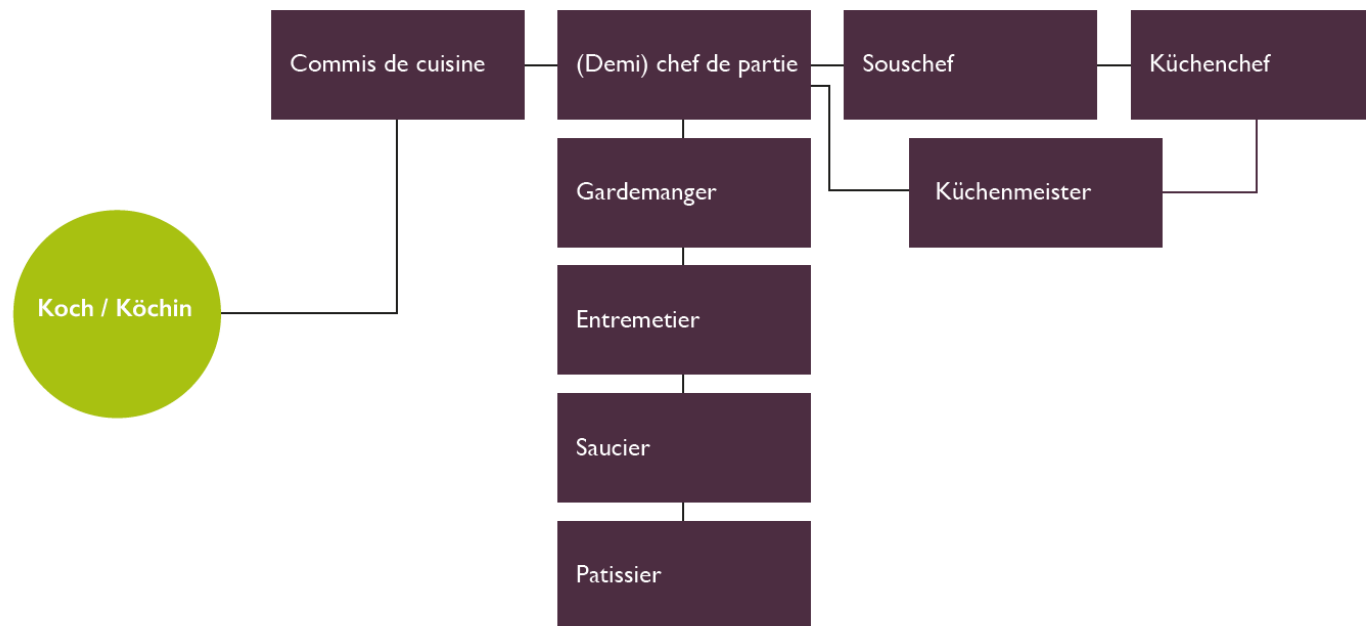 Commis de cuisine
(Demi) chef de partie
Souschef
Küchenchef
Gardemanger
Küchenmeister
Koch / Köchin
Entremetier
Saucier
Patissier